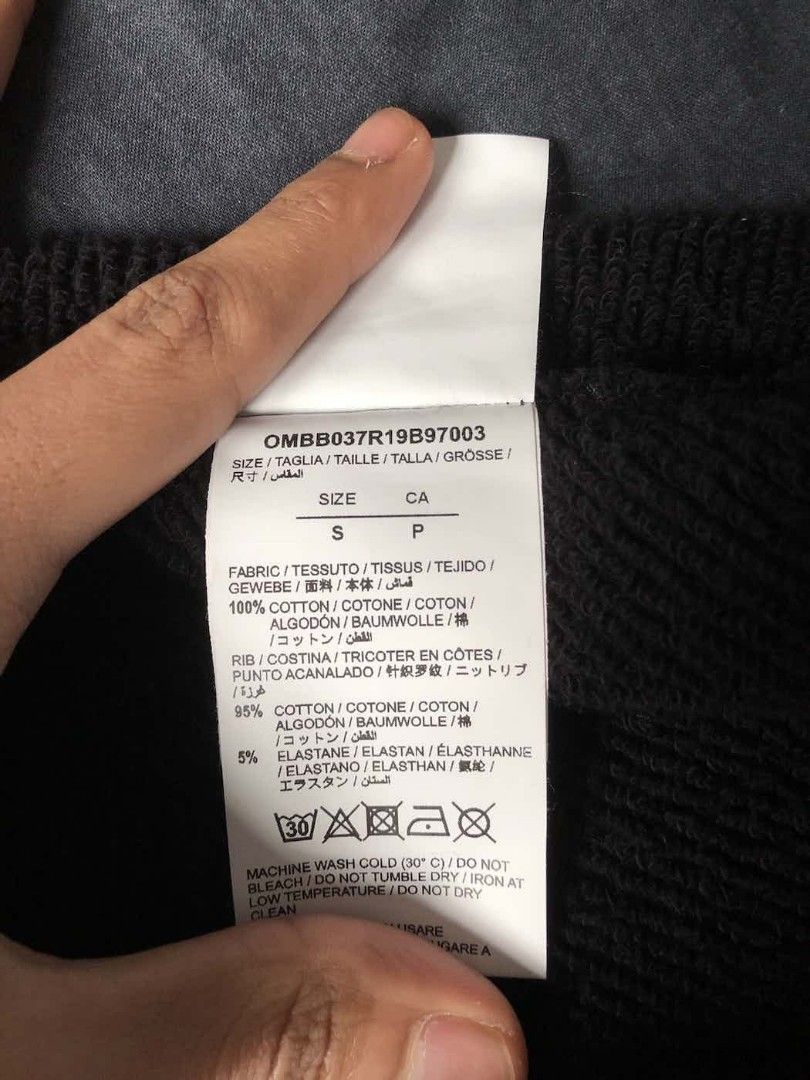 OMBB037R19B97003
SIZE / TAGLIA / TAILLE / TALLA / GRÖSSE /
尺寸 / المقاس
SIZE CA
S P
FABRIC / TESSUTO / TISSUS / TEJIDO /
GEWEBE / 面料 / 本体 / قماش
100% COTTON / COTONE / COTON /
ALGODÓN / BAUMWOLLE / 棉
/ コットン / القطن
RIB / COSTINA / TRICOTER EN CÔTES /
PUNTO ACANALADO / 针织罗纹 / ニットリブ
/ غرزة
95% COTTON / COTONE / COTON /
ALGODÓN / BAUMWOLLE / 棉
/ コットン / القطن
5% ELASTANE / ELASTAN / ÉLASTHANNE
/ ELASTANO / ELASTHAN / 氨纶 /
エラスタン / الستان
30
MACHINE WASH COLD (30° C) / DO NOT
BLEACH / DO NOT TUMBLE DRY / IRON AT
LOW TEMPERATURE / DO NOT DRY
CLEAN
USARE
A